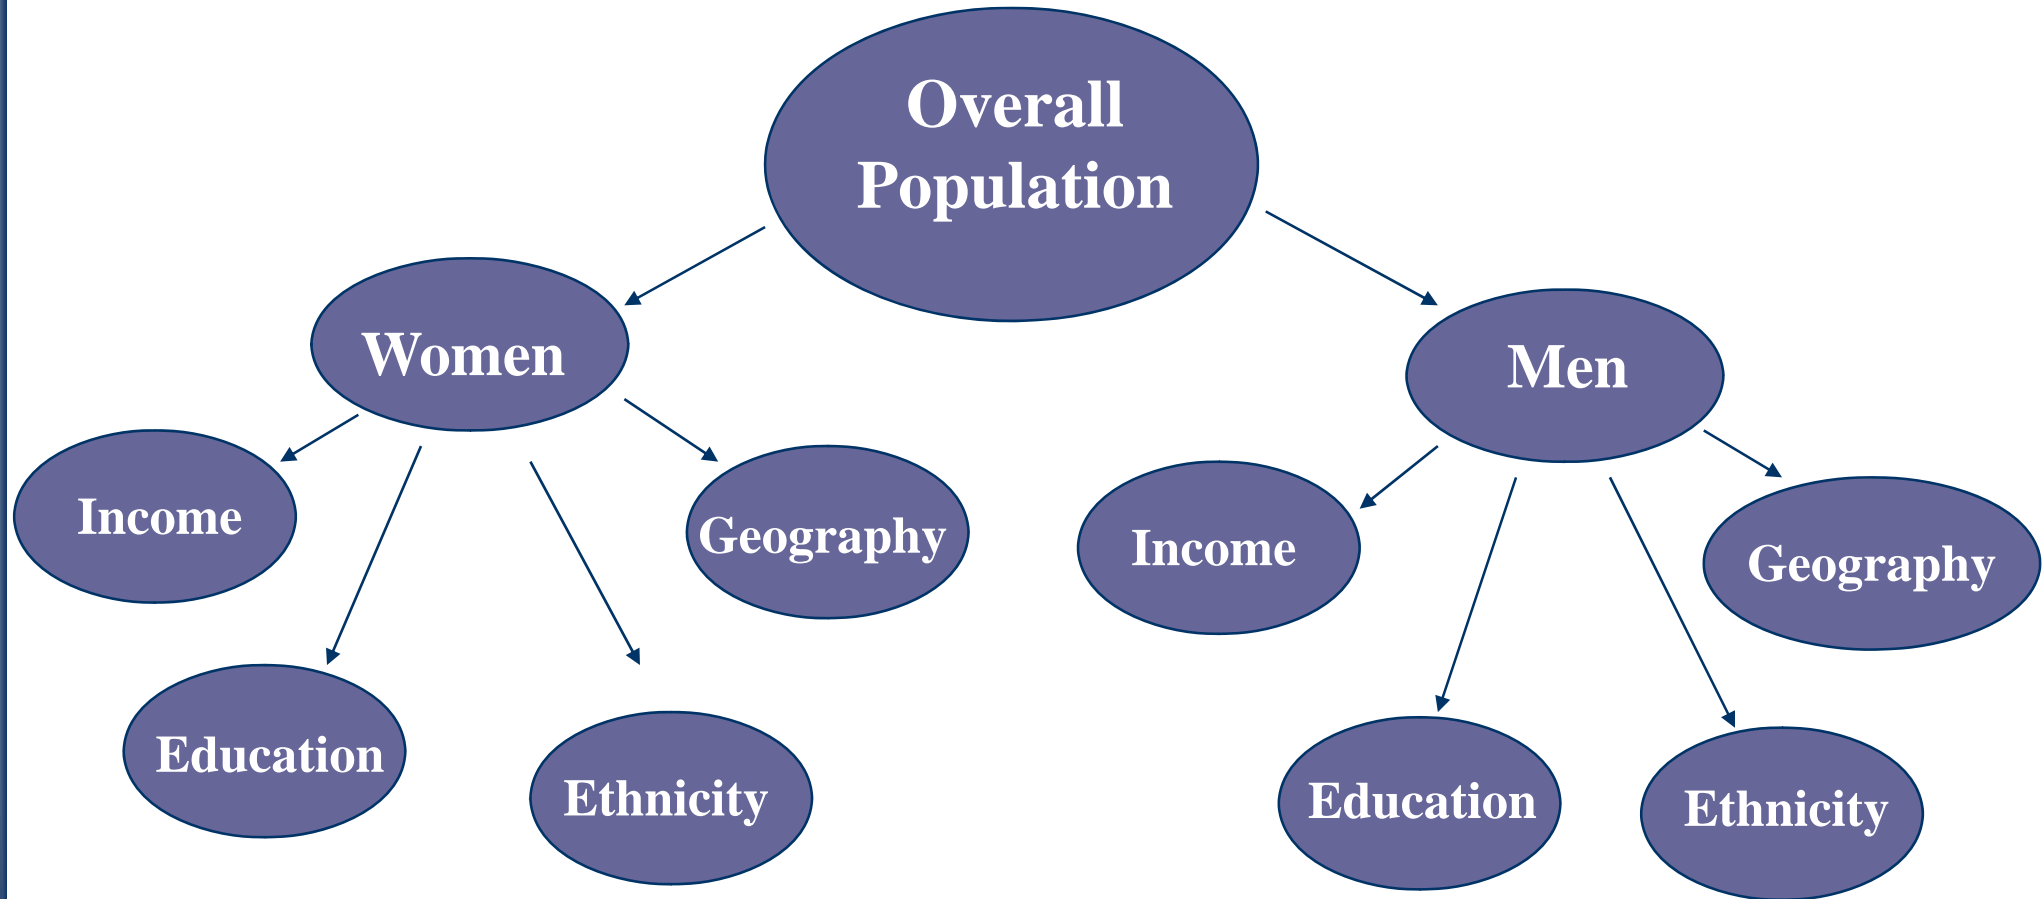 Overall
Population
Women
Men
Income
Geography
Income
Geography
Education
Ethnicity
Education
Ethnicity